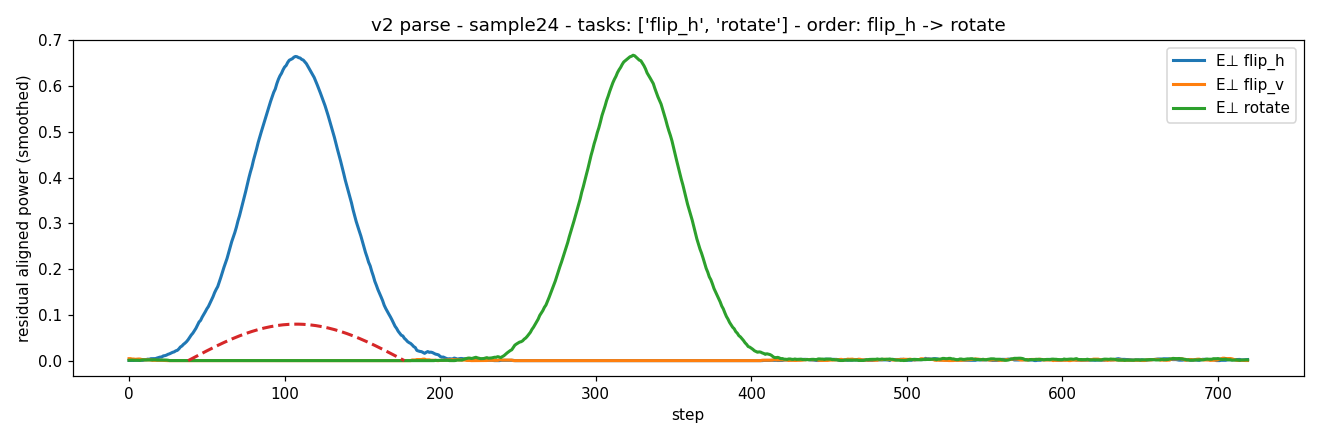 v2 parse - sample24 - tasks: ['flip_h', 'rotate'] - order: flip_h -> rotate
residual aligned power (smoothed)
0.7
0.6
0.5
0.4
0.3
0.2
0.1
0.0
E⊥ flip_h
E⊥ flip_v
E⊥ rotate
0 100 200 300 400 500 600 700
step